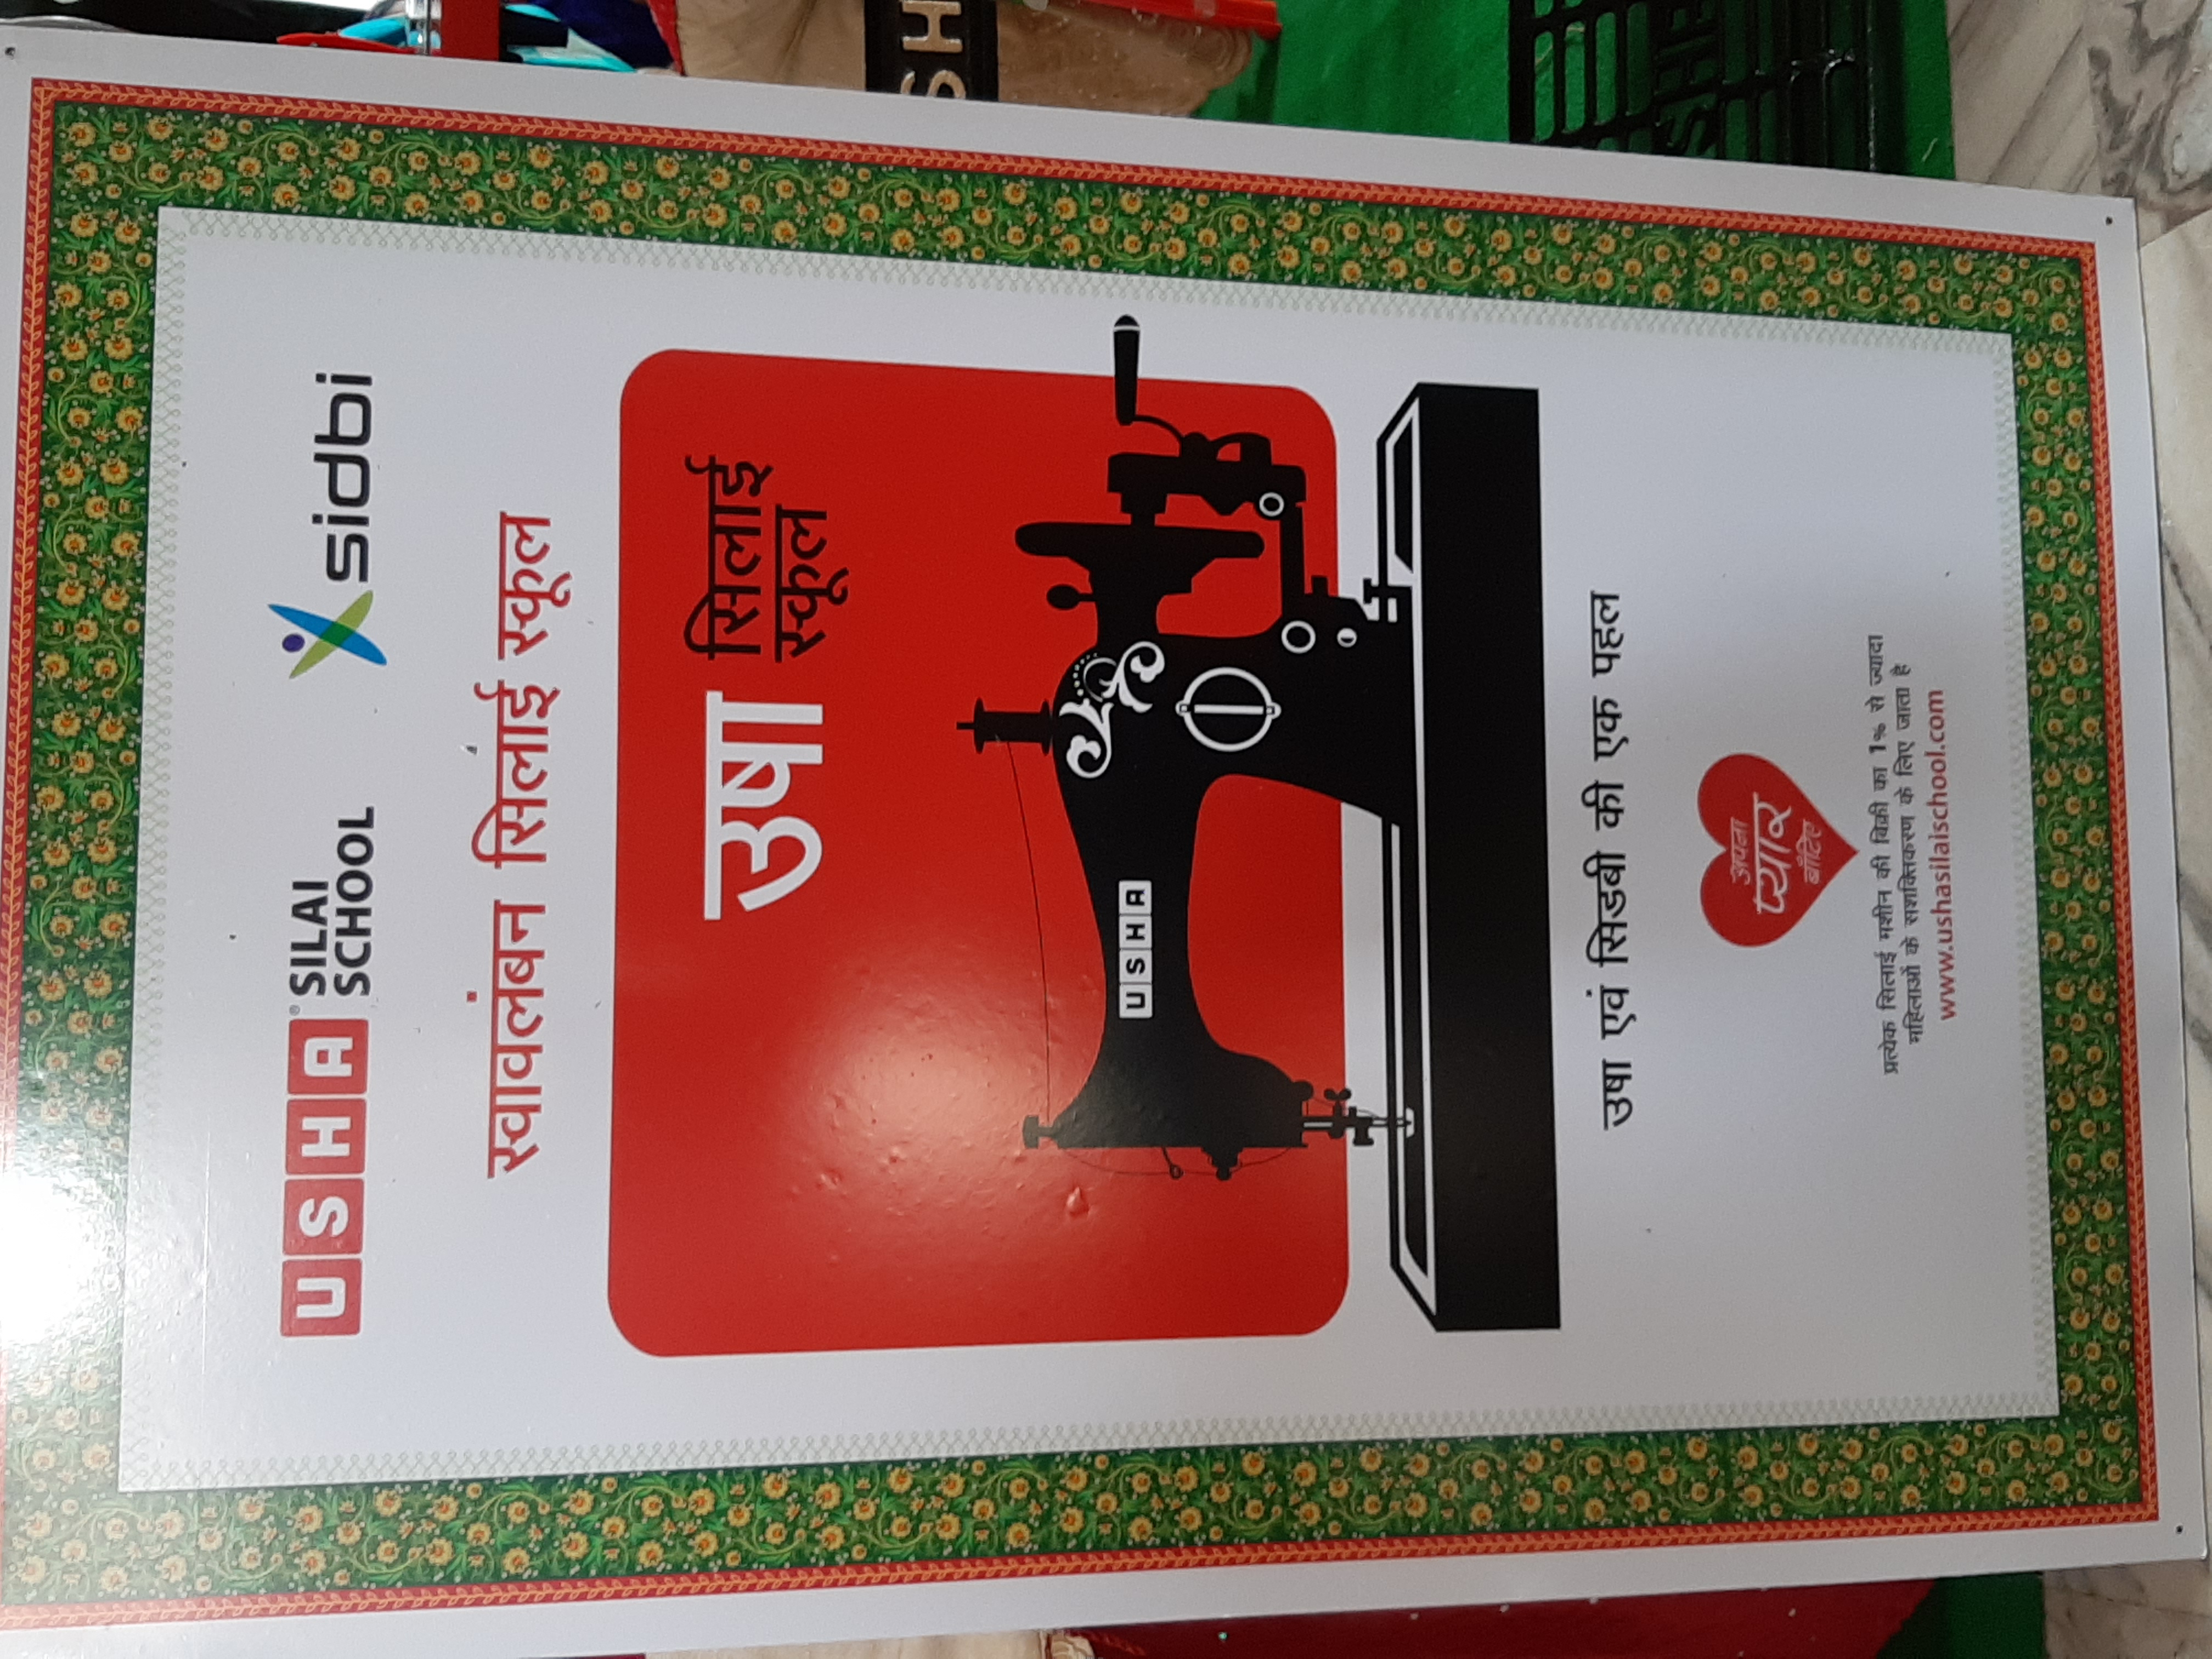 USHA® SILAI SCHOOL
sidbi
स्वावलंबन सिलाई स्कूल
उषा सिलाई स्कूल
USHA
उषा एवं सिडबी की एक पहल
अपना
प्यार
बाँटिए
प्रत्येक सिलाई मशीन की बिक्री का 1% से ज्यादा
महिलाओं के सशक्तिकरण के लिए जाता है
www.ushasilaischool.com
SH